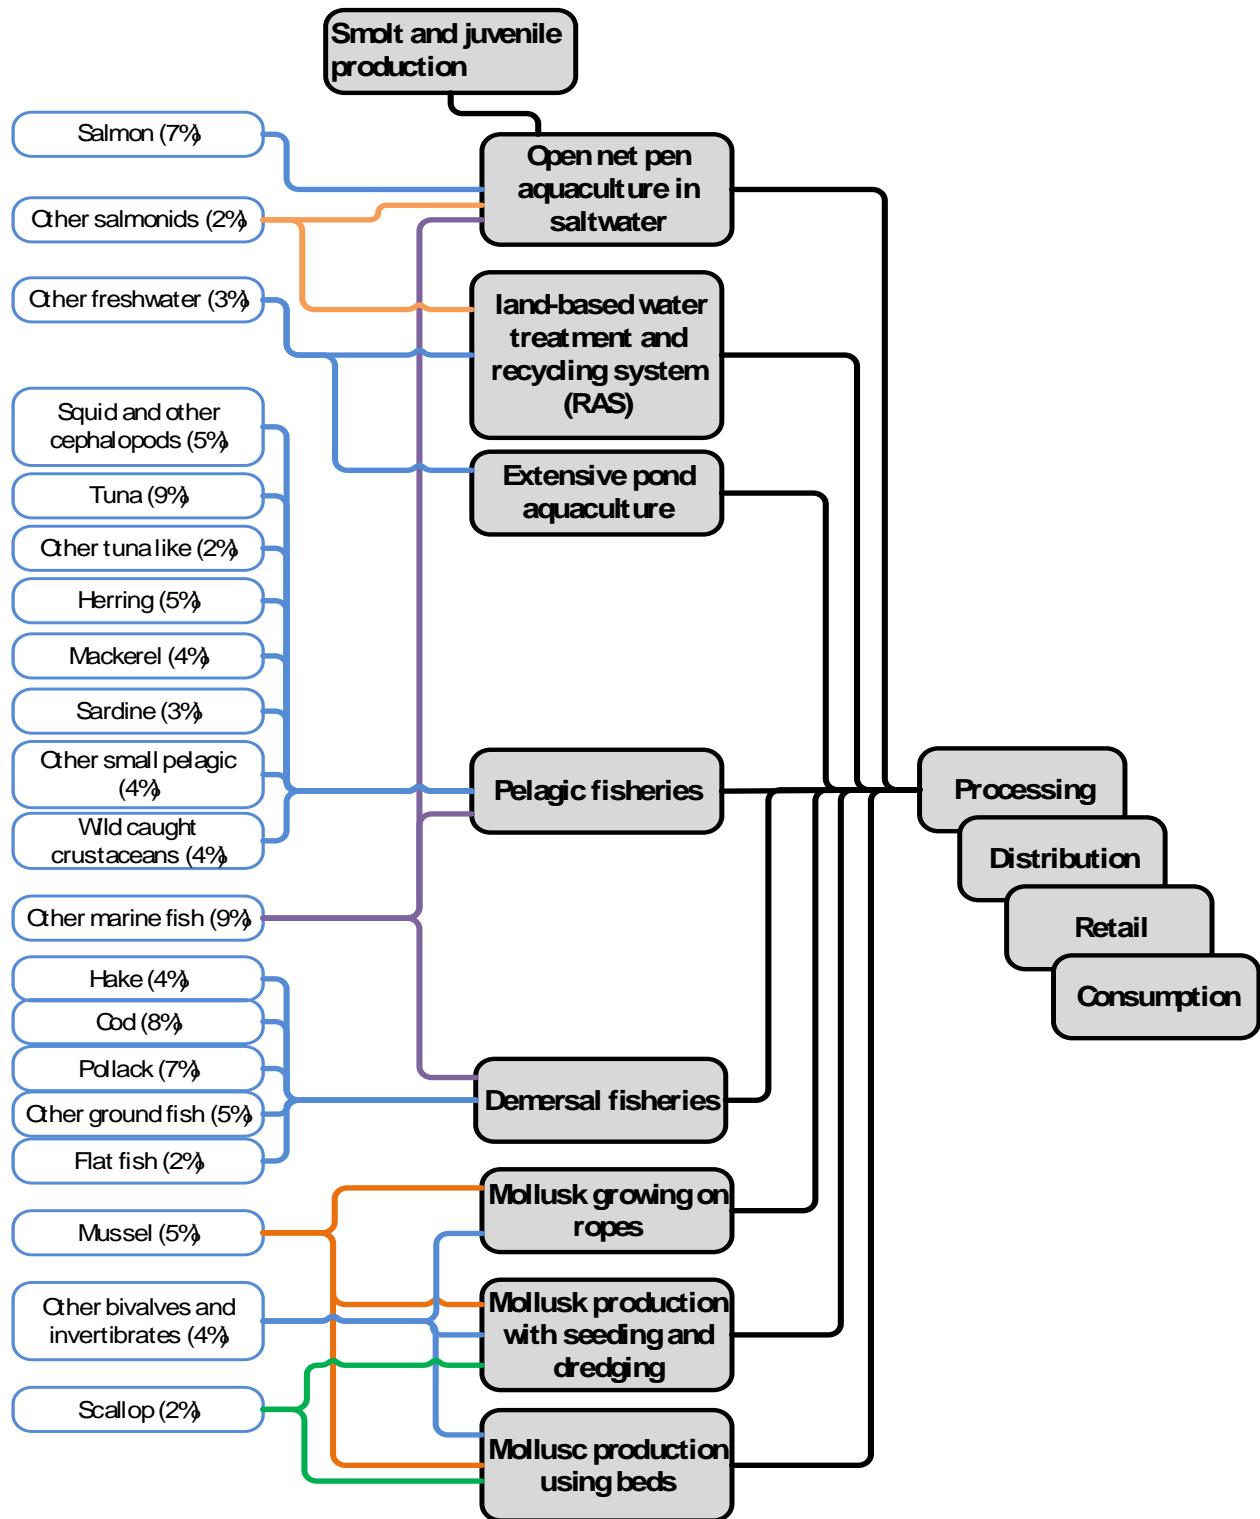 Smolt and juvenile
production
Salmon (7%)
Open net pen
aquaculture in
saltwater
Other salmonids (2%)
Other freshwater (3%)
land-based water
treatment and
recycling system
(RAS)
Squid and other
cephalopods (5%)
Extensive pond
aquaculture
Tuna (9%)
Other tuna like (2%)
Herring (5%)
Mackerel (4%)
Sardine (3%)
Other small pelagic
(4%)
Pelagic fisheries
Processing
Wild caught
crustaceans (4%)
Distribution
Other marine fish (9%)
Retail
Hake (4%)
Consumption
Cod (8%)
Pollack (7%)
Other ground fish (5%)
Demersal fisheries
Flat fish (2%)
Mollusk growing on
ropes
Mussel (5%)
Other bivalves and
invertibrates (4%)
Mollusk production
with seeding and
dredging
Scallop (2%)
Mollusc production
using beds